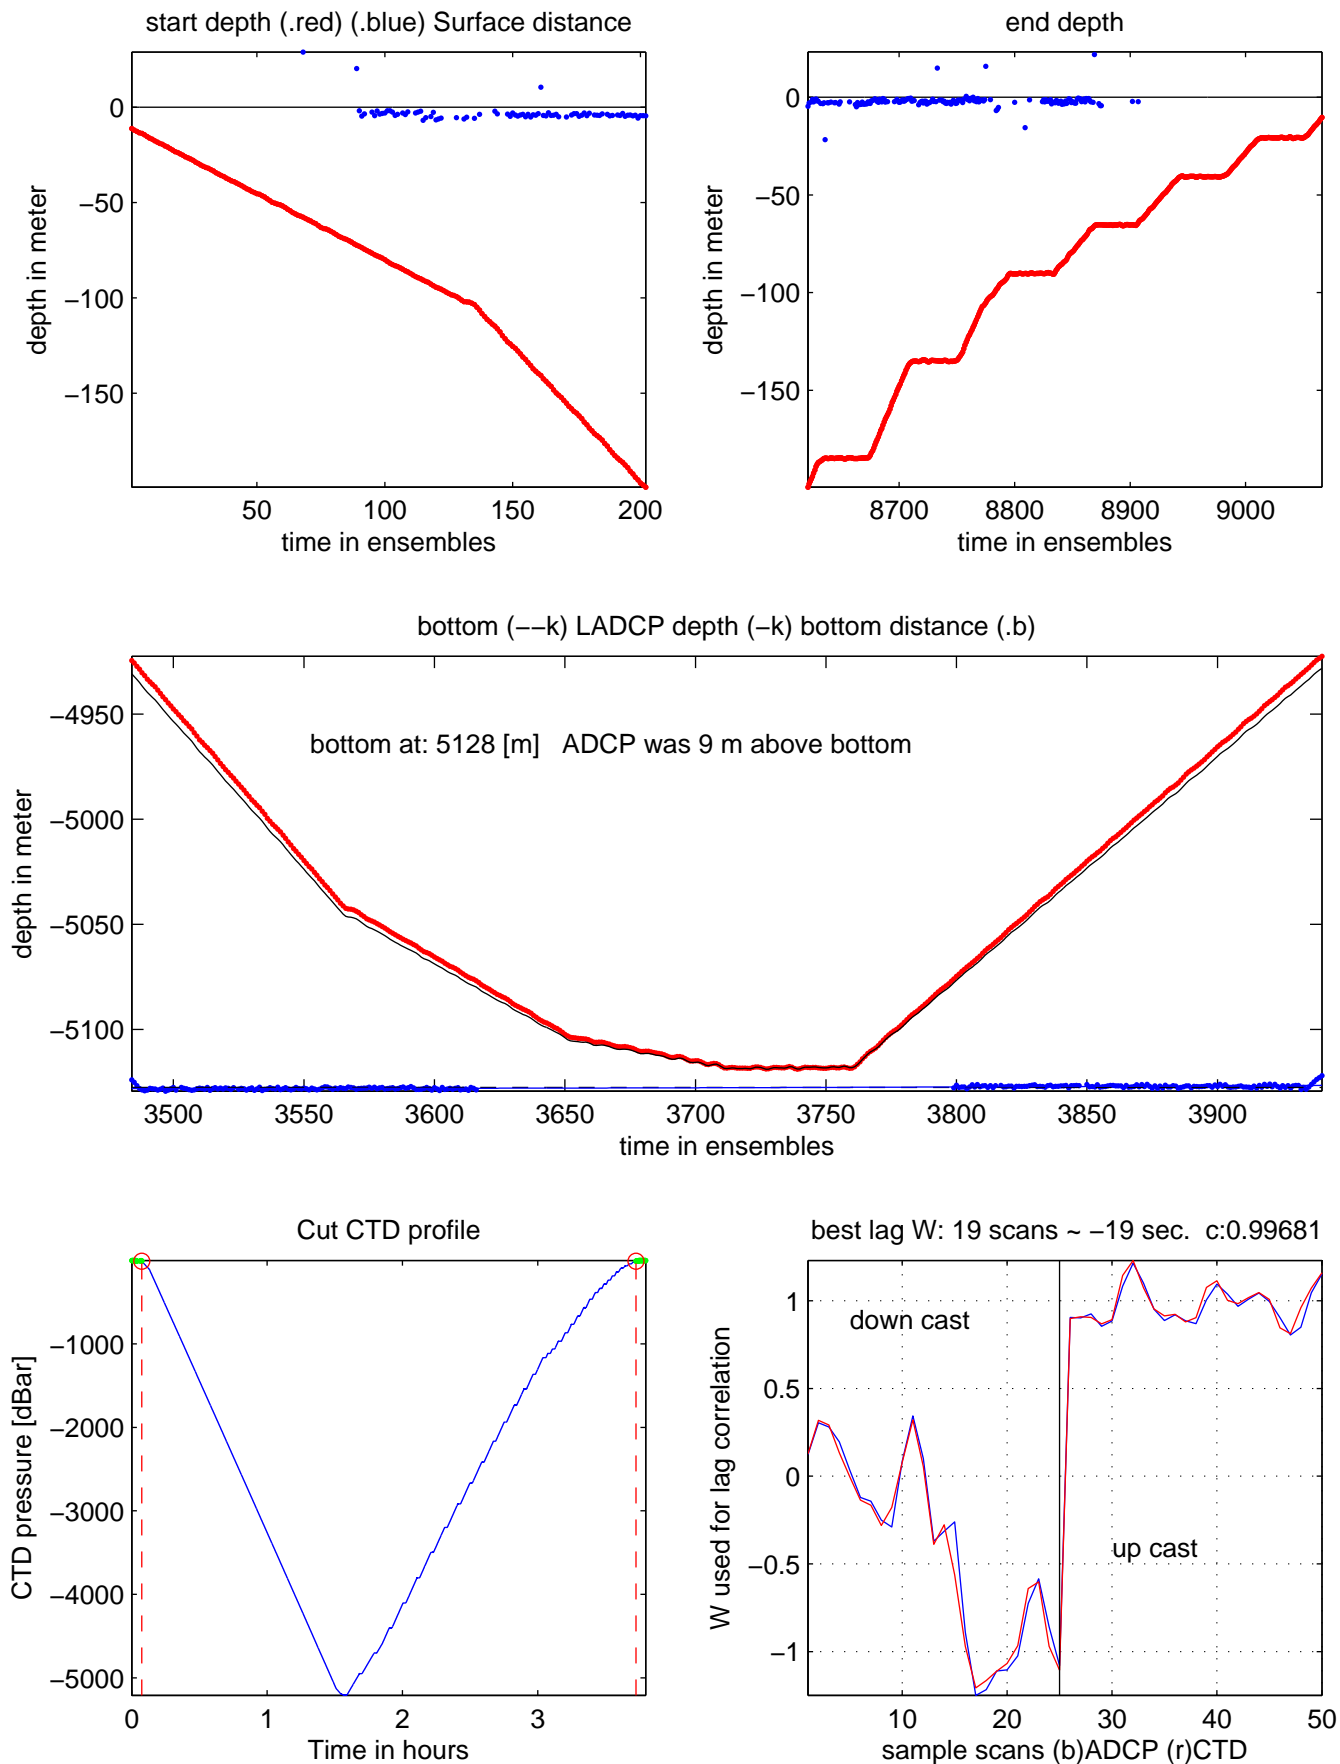 start depth (.red) (.blue) Surface distance
0
−50
−100
−150
depth in meter
50
100
150
200
time in ensembles
end depth
0
−50
−100
−150
depth in meter
8700
8800
8900
9000
time in ensembles
bottom (−−k) LADCP depth (−k) bottom distance (.b)
−4950
−5000
−5050
−5100
depth in meter
bottom at: 5128 [m]   ADCP was 9 m above bottom
3500
3550
3600
3650
3700
3750
3800
3850
3900
time in ensembles
Cut CTD profile
−1000
−2000
−3000
−4000
−5000
CTD pressure [dBar]
0
1
2
3
Time in hours
best lag W: 19 scans ~ −19 sec.  c:0.99681
1
0.5
0
−0.5
−1
W used for lag correlation
down cast
up cast
10
20
30
40
50
sample scans (b)ADCP (r)CTD